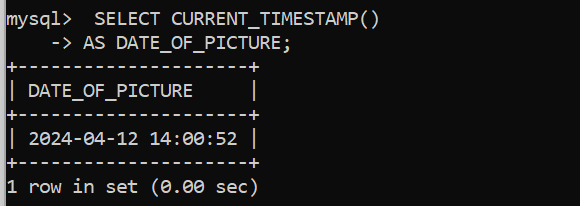 mysql>  SELECT CURRENT_TIMESTAMP()
    -> AS DATE_OF_PICTURE;
+---------------------+
| DATE_OF_PICTURE     |
+---------------------+
| 2024-04-12 14:00:52 |
+---------------------+
1 row in set (0.00 sec)